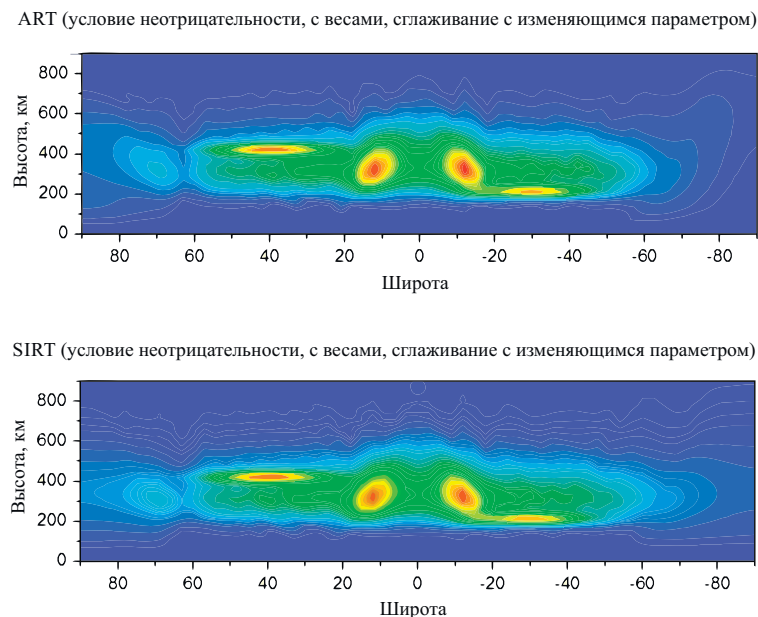 ART (условие неотрицательности, с весами, сглаживание с изменяющимся параметром)
800
600
400
200
0
Высота, км
80 60 40 20 0 -20 -40 -60 -80
Широта
SIRT (условие неотрицательности, с весами, сглаживание с изменяющимся параметром)
800
600
400
200
0
Высота, км
80 60 40 20 0 -20 -40 -60 -80
Широта